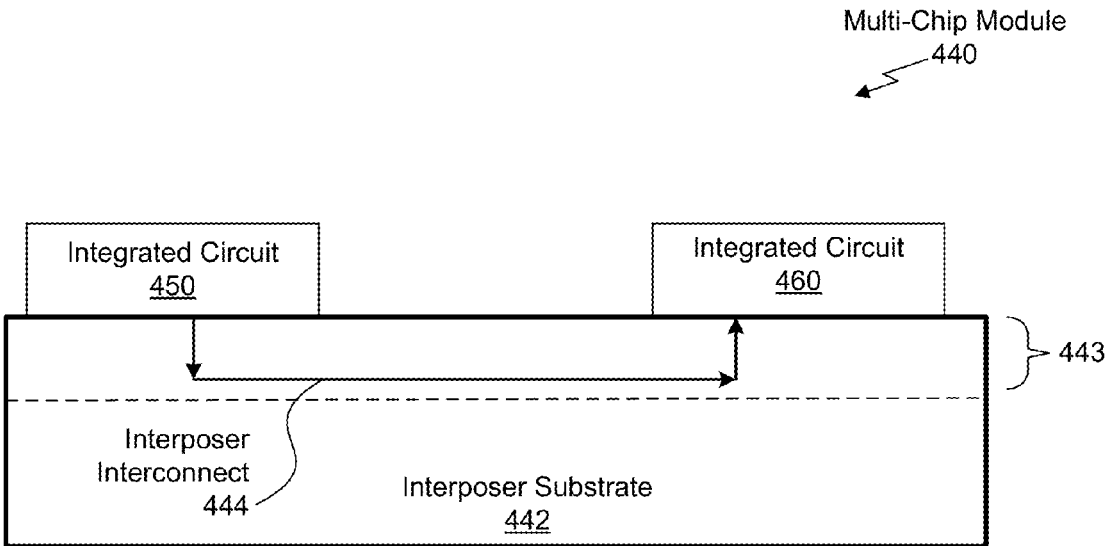 Multi-Chip Module
440
Integrated Circuit
450
Integrated Circuit
460
443
Interposer
Interconnect
444
Interposer Substrate
442